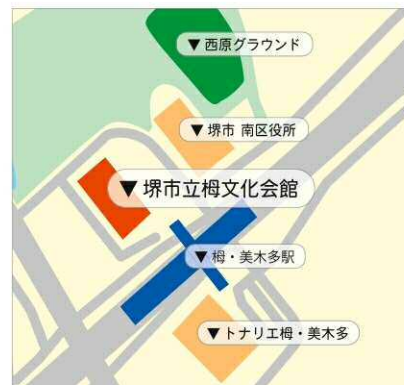 ▼西原グラウンド
▼堺市 南区役所
▼堺市立栂文化会館
▼栂・美木多駅
▼トナリエ栂・美木多